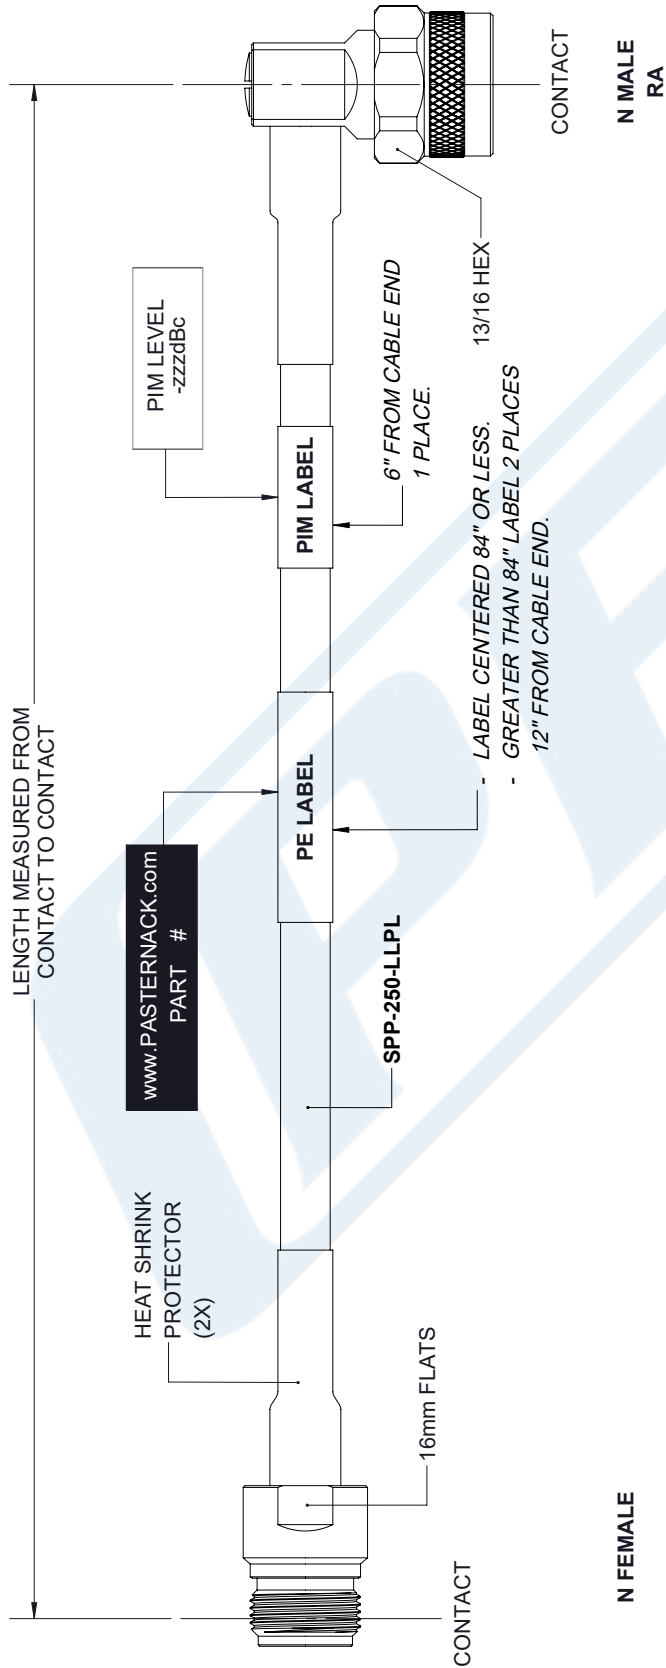 LENGTH MEASURED FROM
CONTACT TO CONTACT
HEAT SHRINK
PROTECTOR
(2X)
www.PASTERNACK.com
PART #
PIM LEVEL
-zzzdBc
PE LABEL
PIM LABEL
16mm FLATS
SPP-250-LLPL
6" FROM CABLE END
1 PLACE.
13/16 HEX
- LABEL CENTERED 84" OR LESS.
- GREATER THAN 84" LABEL 2 PLACES
12" FROM CABLE END.
CONTACT
CONTACT
N FEMALE
N MALE
RA